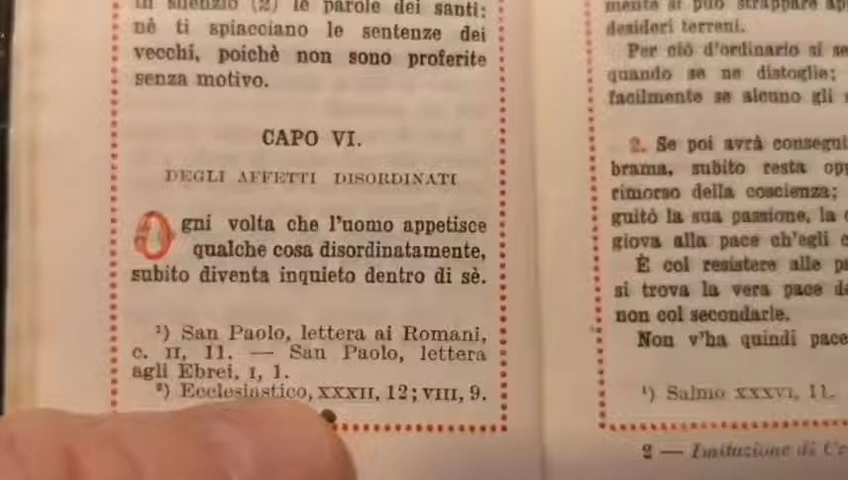 in silenzio (2) le parole dei santi:
nè ti spiacciano le sentenze dei
vecchi, poichè non sono proferite
senza motivo.
CAPO VI.
DEGLI AFFETTI DISORDINATI
Ogni volta che l'uomo appetisce
qualche cosa disordinatamente,
subito diventa inquieto dentro di sè.
¹) San Paolo, lettera ai Romani,
c. II, 11. — San Paolo, lettera
agli Ebrei, I, 1.
²) Ecclesiastico, XXXII, 12; VIII, 9.
mente si può strappare
desideri terreni.
Per ciò d'ordinario si
quando se ne distoglie;
facilmente se alcuno gli
2. Se poi avrà
brama, subito resta
rimorso della coscienza;
guitò la sua passione, la
giova alla pace ch'egli
È col resistere alle
si trova la vera pace
non col secondarle.
Non v'ha quindi pace
¹) Salmo XXXVI, 11.
2 — Imitazione di